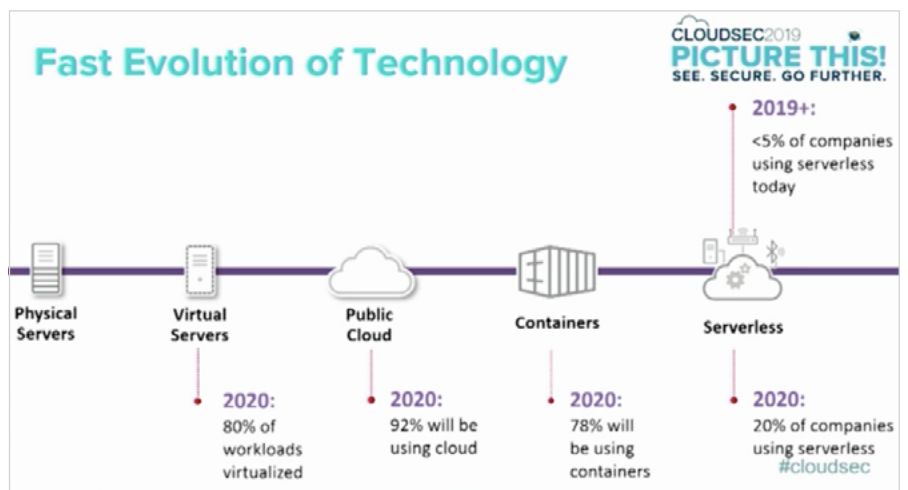 Fast Evolution of Technology
CLOUDSEC2019
PICTURE THIS!
SEE. SECURE. GO FURTHER.
2019+:
<5% of companies
using serverless
today
Physical
Servers
Virtual
Servers
Public
Cloud
Containers
Serverless
2020:
80% of
workloads
virtualized
2020:
92% will be
using cloud
2020:
78% will
be using
containers
2020:
20% of companies
using serverless
#cloudsec